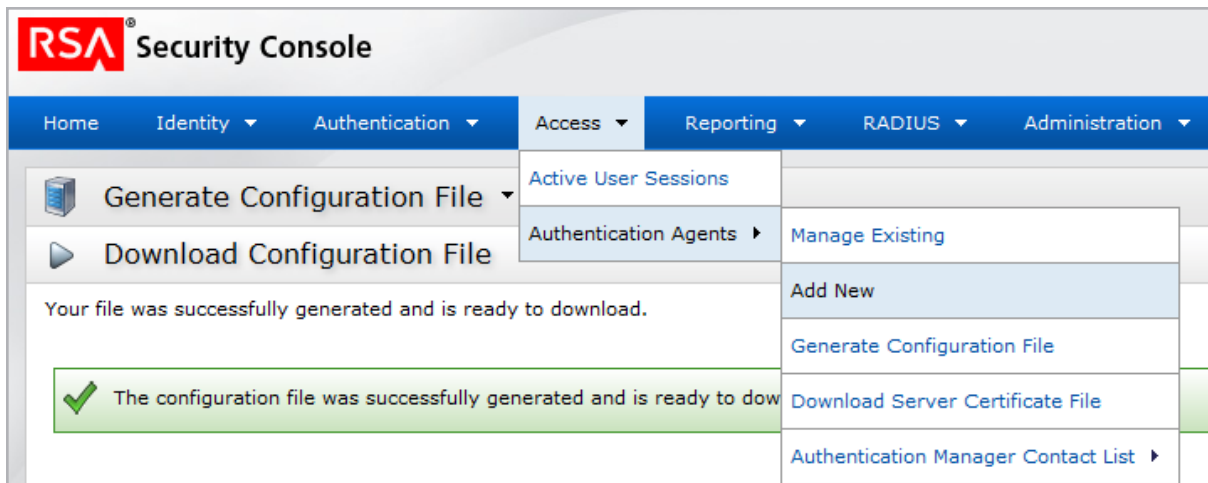 RSA® Security Console
Home Identity Authentication Access Reporting RADIUS Administration
Generate Configuration File
Download Configuration File
Your file was successfully generated and is ready to download.
The configuration file was successfully generated and is ready to dow
Active User Sessions
Authentication Agents
Manage Existing
Add New
Generate Configuration File
Download Server Certificate File
Authentication Manager Contact List